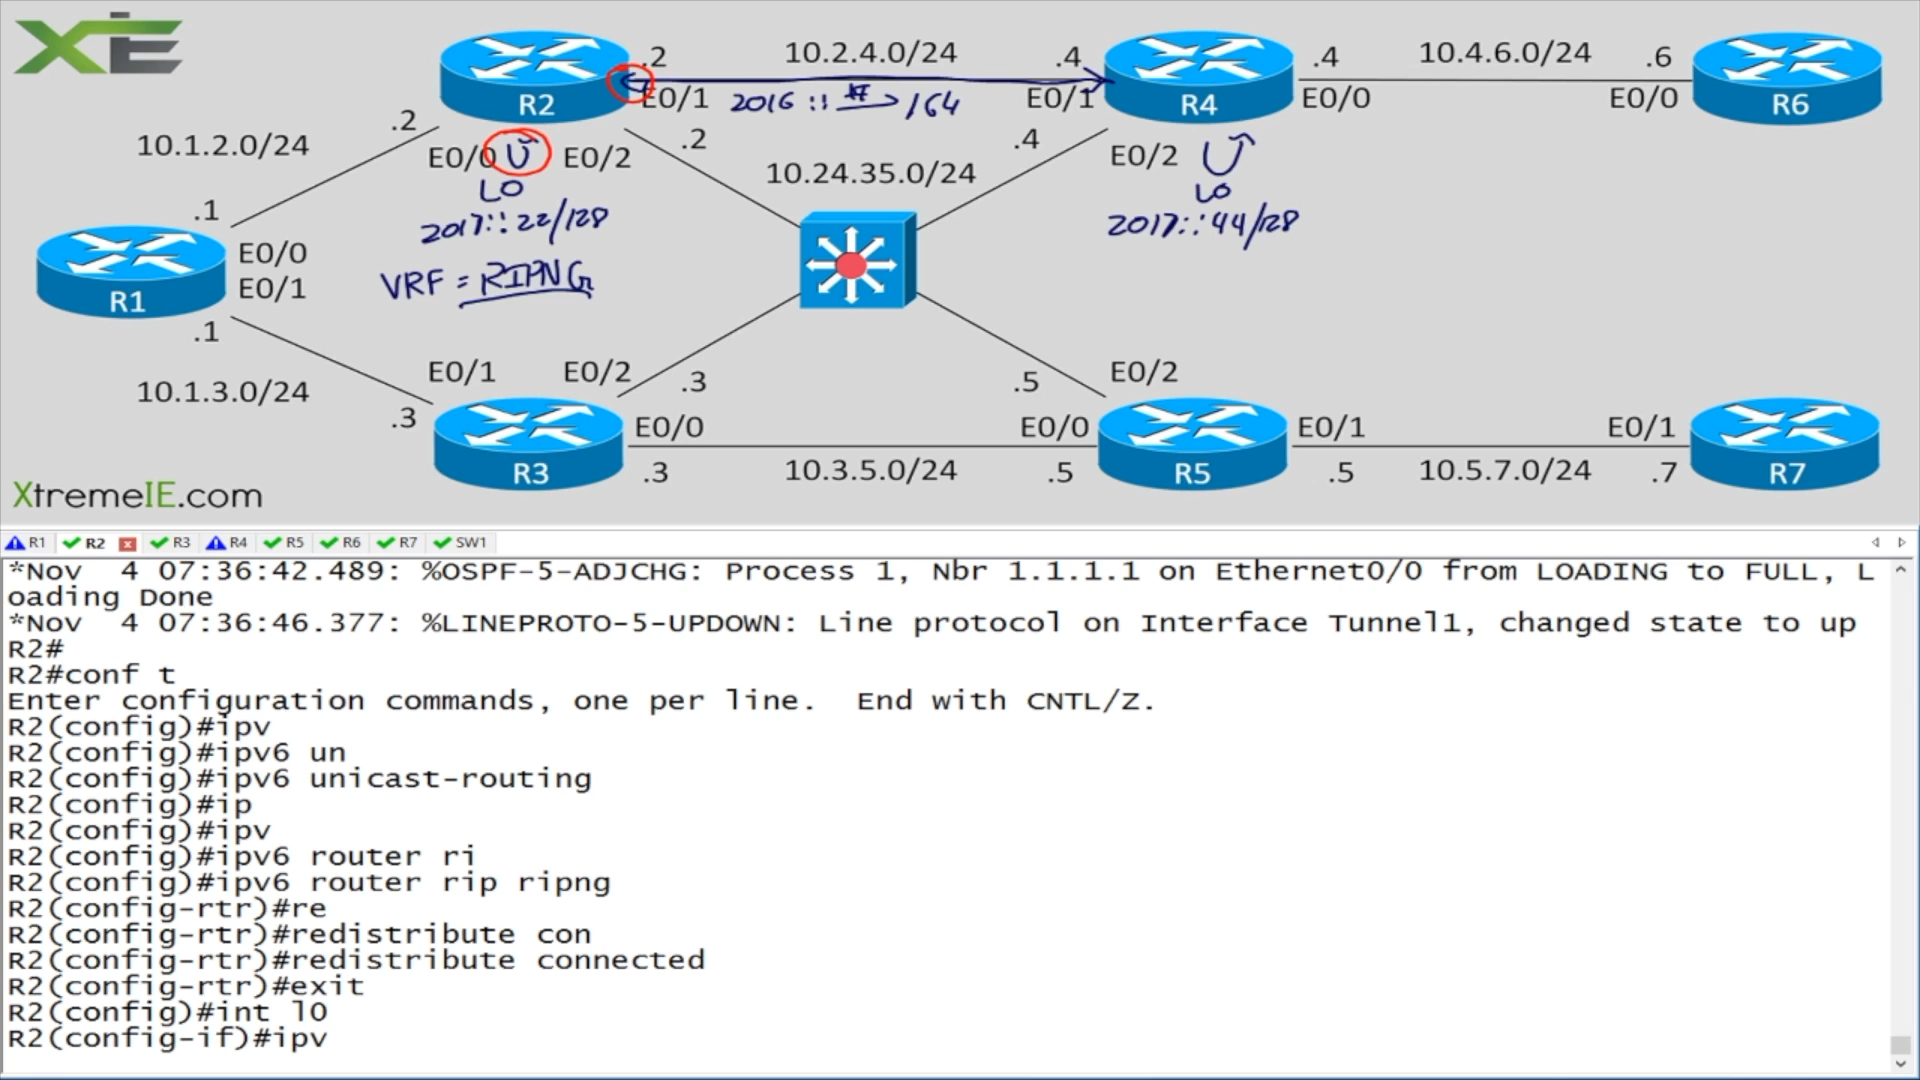 XIE
.2 10.2.4.0/24 .4
.4 10.4.6.0/24 .6
E0/1 2016 :: # /64 E0/1
E0/0 E0/0
R2 R4 R6
.2
10.1.2.0/24
E0/0 E0/2
.2 .4
10.24.35.0/24
E0/2
L0
2017::22/128
L0
2017::44/128
VRF = RIPNG
.1
E0/0
E0/1
R1
.1
10.1.3.0/24
.3
E0/1 E0/2
.3 .5
E0/2
E0/0 E0/0
E0/1 E0/1
R3 R5 R7
.3 10.3.5.0/24 .5
.5 10.5.7.0/24 .7
XtremeIE.com
R1 R2 R3 R4 R5 R6 R7 SW1
*Nov  4 07:36:42.489: %OSPF-5-ADJCHG: Process 1, Nbr 1.1.1.1 on Ethernet0/0 from LOADING to FULL, L
oading Done
*Nov  4 07:36:46.377: %LINEPROTO-5-UPDOWN: Line protocol on Interface Tunnel1, changed state to up
R2#
R2#conf t
Enter configuration commands, one per line.  End with CNTL/Z.
R2(config)#ipv
R2(config)#ipv6 un
R2(config)#ipv6 unicast-routing
R2(config)#ip
R2(config)#ipv
R2(config)#ipv6 router ri
R2(config)#ipv6 router rip ripng
R2(config-rtr)#re
R2(config-rtr)#redistribute con
R2(config-rtr)#redistribute connected
R2(config-rtr)#exit
R2(config)#int l0
R2(config-if)#ipv